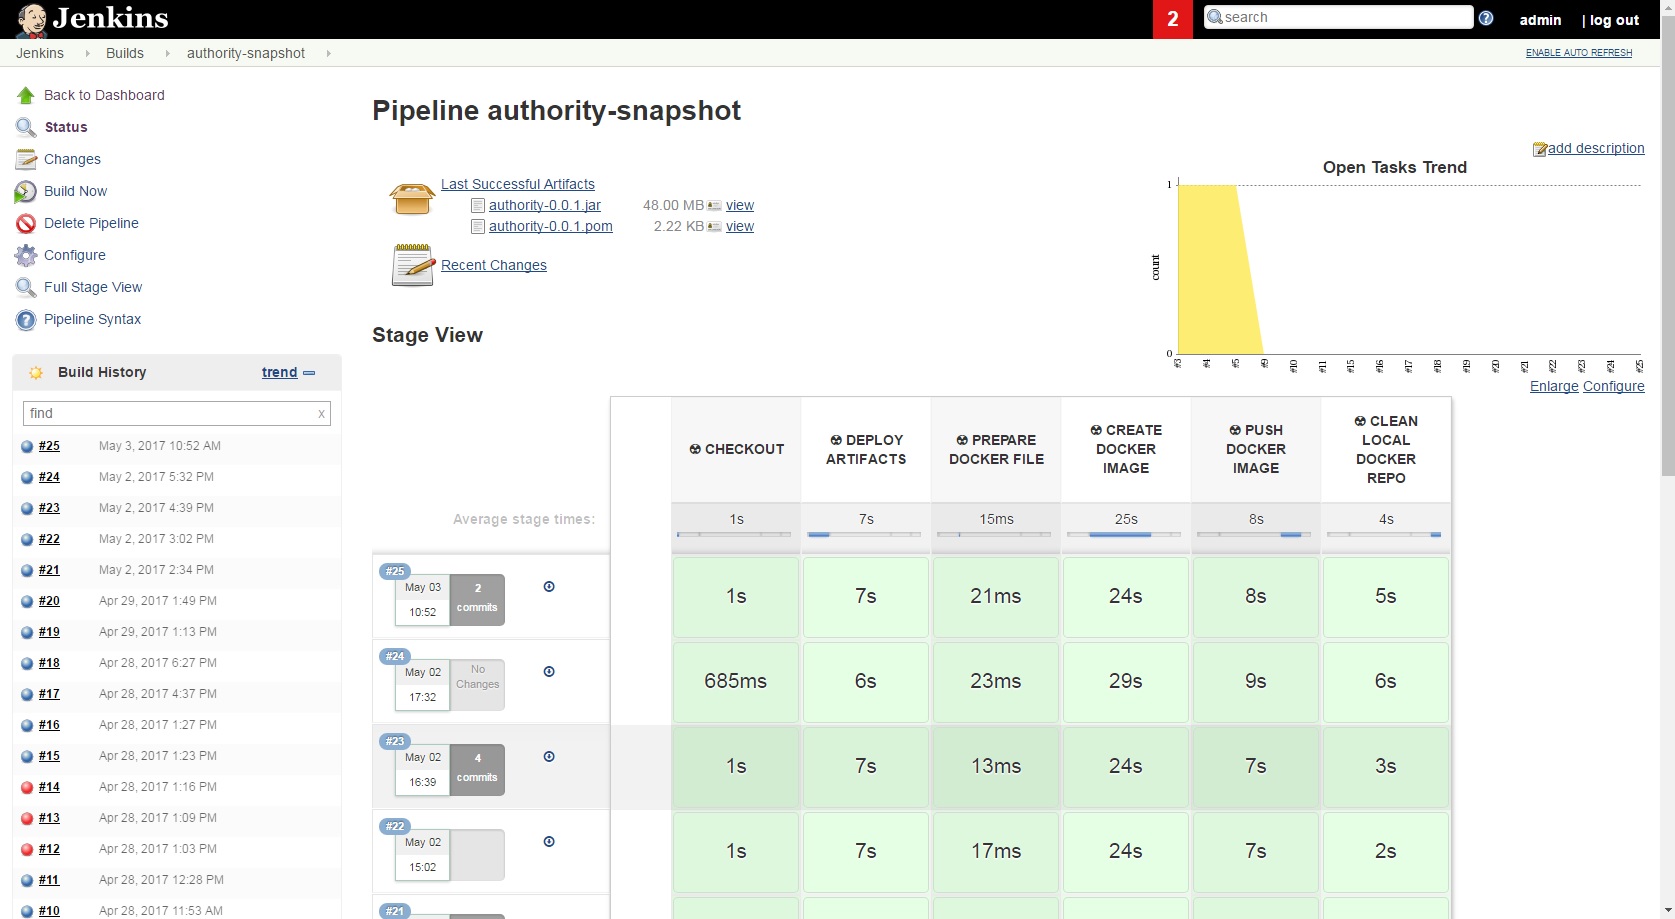 Jenkins
2
search
admin
| log out
Jenkins
Builds
authority-snapshot
ENABLE AUTO REFRESH
Back to Dashboard
Status
Changes
Build Now
Delete Pipeline
Configure
Full Stage View
Pipeline Syntax
Build History
trend
find
x
#25 May 3, 2017 10:52 AM
#24 May 2, 2017 5:32 PM
#23 May 2, 2017 4:39 PM
#22 May 2, 2017 3:02 PM
#21 May 2, 2017 2:34 PM
#20 Apr 29, 2017 1:49 PM
#19 Apr 29, 2017 1:13 PM
#18 Apr 28, 2017 6:27 PM
#17 Apr 28, 2017 4:37 PM
#16 Apr 28, 2017 1:27 PM
#15 Apr 28, 2017 1:23 PM
#14 Apr 28, 2017 1:16 PM
#13 Apr 28, 2017 1:09 PM
#12 Apr 28, 2017 1:03 PM
#11 Apr 28, 2017 12:28 PM
#10 Apr 28, 2017 11:53 AM
Pipeline authority-snapshot
add description
Last Successful Artifacts
authority-0.0.1.jar 48.00 MB view
authority-0.0.1.pom 2.22 KB view
Recent Changes
Open Tasks Trend
1
count
0
#3 #4 #5 #9 #10 #11 #15 #16 #17 #18 #19 #20 #21 #22 #23 #24 #25
Enlarge Configure
Stage View
CHECKOUT
DEPLOY
ARTIFACTS
PREPARE
DOCKER FILE
CREATE
DOCKER
IMAGE
PUSH
DOCKER
IMAGE
CLEAN
LOCAL
DOCKER
REPO
Average stage times:
1s 7s 15ms 25s 8s 4s
#25
May 03
10:52
2
commits
1s 7s 21ms 24s 8s 5s
#24
May 02
17:32
No
Changes
685ms 6s 23ms 29s 9s 6s
#23
May 02
16:39
4
commits
1s 7s 13ms 24s 7s 3s
#22
May 02
15:02
1s 7s 17ms 24s 7s 2s
#21